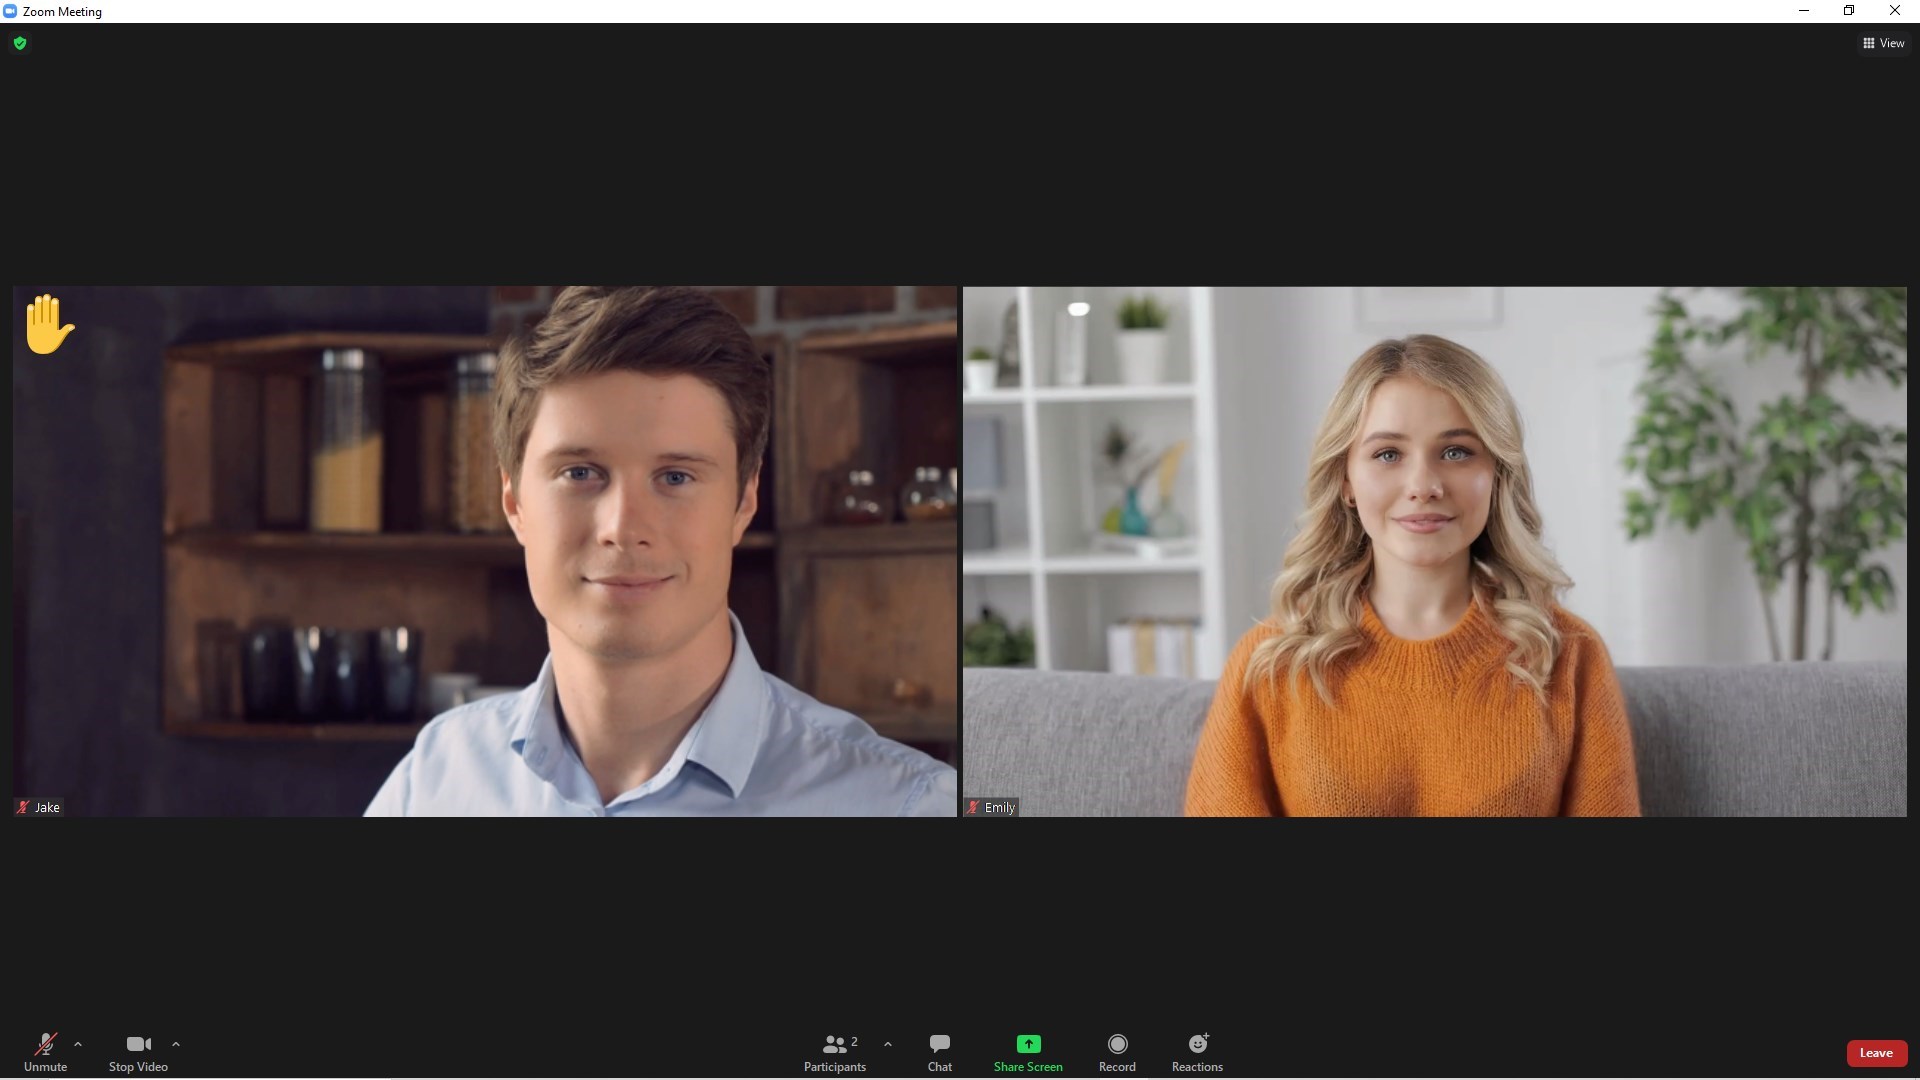 Zoom Meeting
View
Jake
Emily
Unmute
Stop Video
2
Participants
Chat
Share Screen
Record
Reactions
Leave